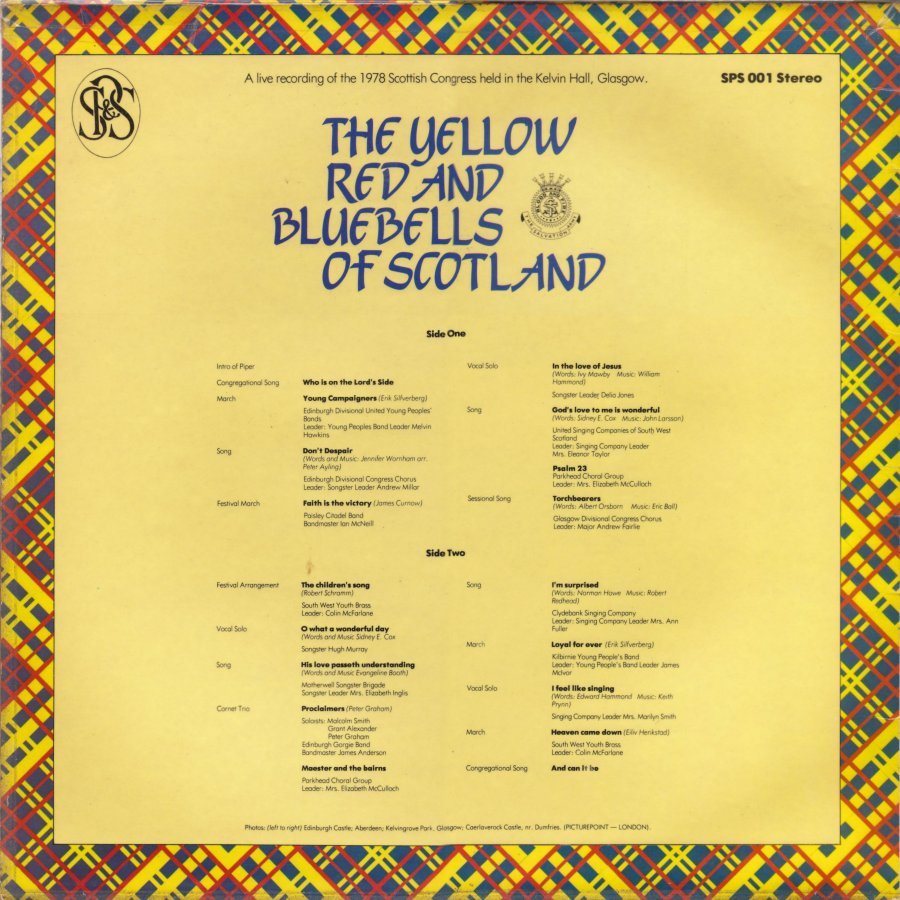 SP&S
A live recording of the 1978 Scottish Congress held in the Kelvin Hall, Glasgow.
SPS 001 Stereo
THE YELLOW
RED AND
BLUEBELLS
OF SCOTLAND
BLOOD AND FIRE
THE SALVATION ARMY
Side One
Intro of Piper
Congregational Song Who is on the Lord's Side
March Young Campaigners (Erik Silfverberg)
Edinburgh Divisional United Young Peoples'
Bands
Leader: Young Peoples Band Leader Melvin
Hawkins
Song Don't Despair
(Words and Music: Jennifer Wornham arr.
Peter Ayling)
Edinburgh Divisional Congress Chorus
Leader: Songster Leader Andrew Millar
Festival March Faith is the victory (James Curnow)
Paisley Citadel Band
Bandmaster Ian McNeill
Vocal Solo In the love of Jesus
(Words: Ivy Mawby Music: William
Hammond)
Songster Leader Delia Jones
Song God's love to me is wonderful
(Words: Sidney E. Cox Music: John Larsson)
United Singing Companies of South West
Scotland
Leader: Singing Company Leader
Mrs. Eleanor Taylor
Psalm 23
Parkhead Choral Group
Leader: Mrs. Elizabeth McCulloch
Sessional Song Torchbearers
(Words: Albert Orsborn Music: Eric Ball)
Glasgow Divisional Congress Chorus
Leader: Major Andrew Fairlie
Side Two
Festival Arrangement The children's song
(Robert Schramm)
South West Youth Brass
Leader: Colin McFarlane
Vocal Solo O what a wonderful day
(Words and Music Sidney E. Cox
Songster Hugh Murray
Song His love passeth understanding
(Words and Music Evangeline Booth)
Motherwell Songster Brigade
Songster Leader Mrs. Elizabeth Inglis
Cornet Trio Proclaimers (Peter Graham)
Soloists: Malcolm Smith
Grant Alexander
Peter Graham
Edinburgh Gorgie Band
Bandmaster James Anderson
Maester and the bairns
Parkhead Choral Group
Leader: Mrs. Elizabeth McCulloch
Song I'm surprised
(Words: Norman Howe Music: Robert
Redhead)
Clydebank Singing Company
Leader: Singing Company Leader Mrs. Ann
Fuller
March Loyal for ever (Erik Silfverberg)
Kilbirnie Young People's Band
Leader: Young People's Band Leader James
McIvor
Vocal Solo I feel like singing
(Words: Edward Hammond Music: Keith
Prynn)
Singing Company Leader Mrs. Marilyn Smith
March Heaven came down (Eiliv Herikstad)
South West Youth Brass
Leader: Colin McFarlane
Congregational Song And can it be
Photos: (left to right) Edinburgh Castle; Aberdeen; Kelvingrove Park. Glasgow; Caerlaverock Castle, nr. Dumfries. (PICTUREPOINT — LONDON).